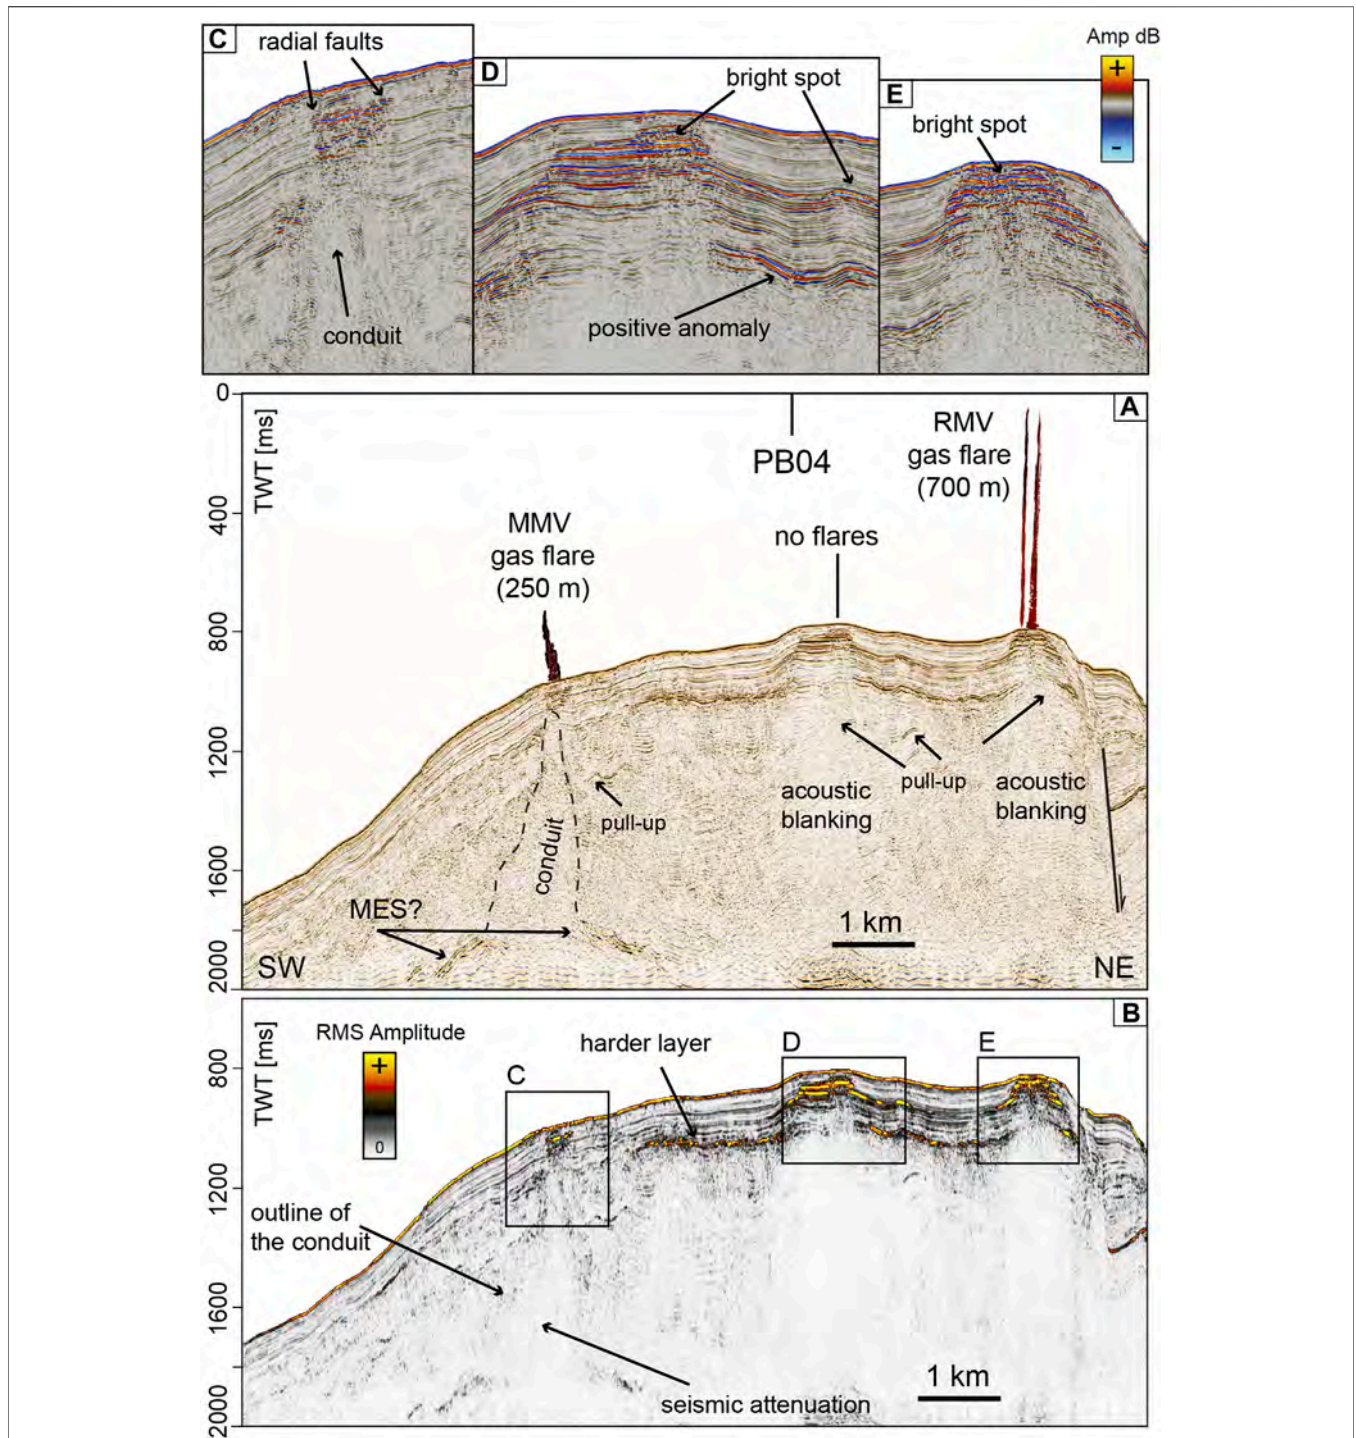 C
radial faults
conduit
D
bright spot
positive anomaly
E
bright spot
Amp dB
+
-
A
TWT [ms]
0
400
800
1200
1600
2000
PB04
RMV
gas flare
(700 m)
MMV
gas flare
(250 m)
no flares
pull-up
conduit
acoustic
blanking
pull-up
acoustic
blanking
MES?
1 km
SW
NE
B
TWT [ms]
800
1200
1600
2000
RMS Amplitude
+
0
harder layer
C
D
E
outline of
the conduit
seismic attenuation
1 km